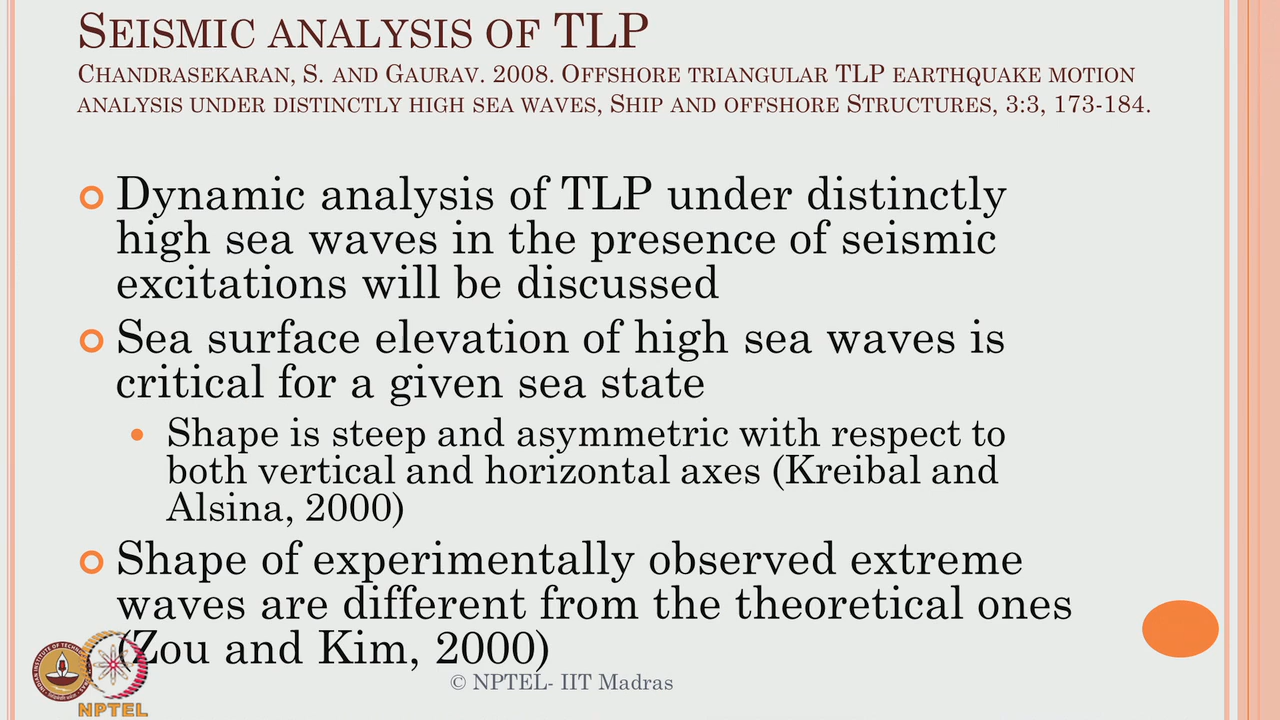 SEISMIC ANALYSIS OF TLP
CHANDRASEKARAN, S. AND GAURAV. 2008. OFFSHORE TRIANGULAR TLP EARTHQUAKE MOTION
ANALYSIS UNDER DISTINCTLY HIGH SEA WAVES, SHIP AND OFFSHORE STRUCTURES, 3:3, 173-184.
Dynamic analysis of TLP under distinctly
high sea waves in the presence of seismic
excitations will be discussed
Sea surface elevation of high sea waves is
critical for a given sea state
Shape is steep and asymmetric with respect to
both vertical and horizontal axes (Kreibal and
Alsina, 2000)
Shape of experimentally observed extreme
waves are different from the theoretical ones
(Zou and Kim, 2000)
© NPTEL- IIT Madras
NPTEL